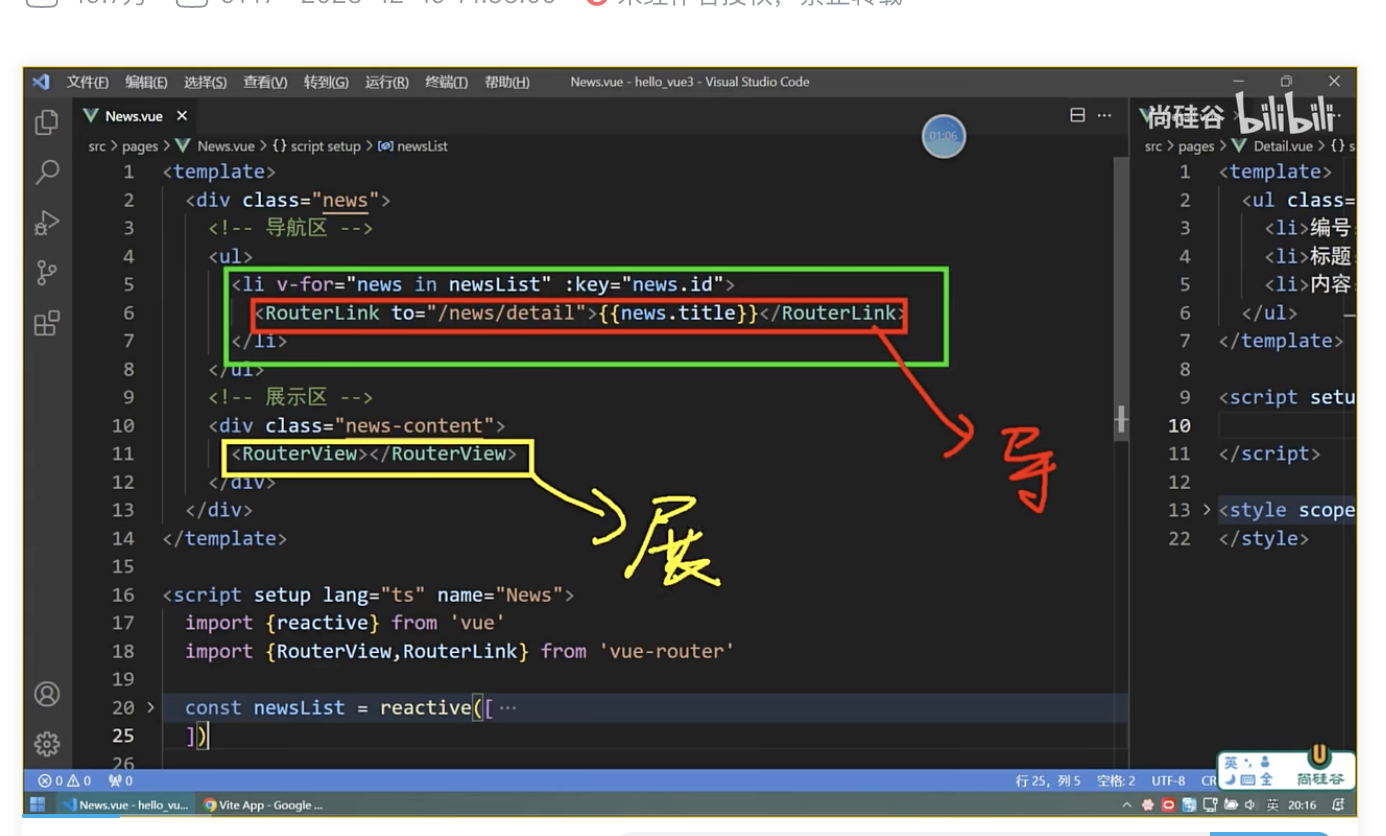 文件(F) 编辑(E) 选择(S) 查看(V) 转到(G) 运行(R) 终端(T) 帮助(H) News.vue - hello_vue3 - Visual Studio Code
News.vue
尚硅谷 bilibili
01:06
src > pages > News.vue > {} script setup > newsList
1 <template>
2 <div class="news">
3 <!-- 导航区 -->
4 <ul>
5 <li v-for="news in newsList" :key="news.id">
6 <RouterLink to="/news/detail">{{news.title}}</RouterLink>
7 </li>
8 </ul>
9 <!-- 展示区 -->
10 <div class="news-content">
11 <RouterView></RouterView>
12 </div>
13 </div>
14 </template>
15
16 <script setup lang="ts" name="News">
17 import {reactive} from 'vue'
18 import {RouterView,RouterLink} from 'vue-router'
19
20 const newsList = reactive([ ···
25 ])
26
导
展
src > pages > Detail.vue > {} s
1 <template>
2 <ul class=
3 <li>编号
4 <li>标题
5 <li>内容
6 </ul>
7 </template>
8
9 <script setu
10
11 </script>
12
13 <style scope
22 </style>
0 0 0
行 25, 列 5 空格: 2 UTF-8 CR
英 全 尚硅谷
News.vue - hello_vu... Vite App - Google ...
英 20:16